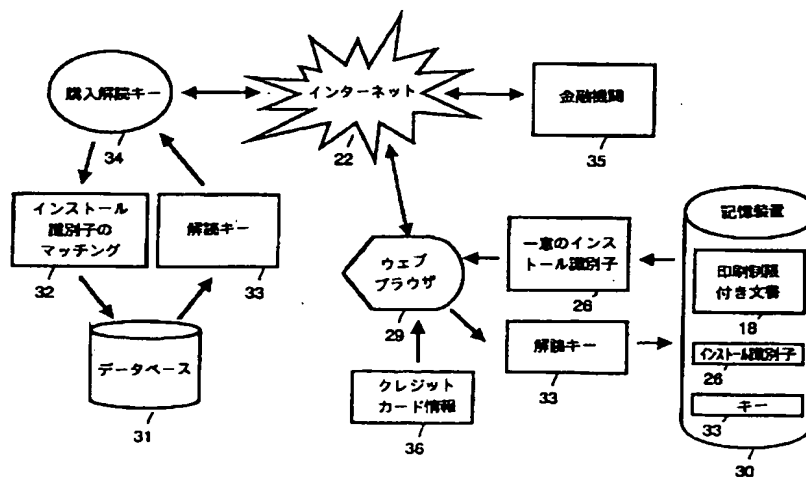 購入解読キー
34
インターネット
22
金融機関
35
インストール
識別子の
マッチング
32
解読キー
33
データベース
31
ウェブ
ブラウザ
29
一意のインス
トール識別子
26
解読キー
33
クレジット
カード情報
36
記憶装置
印刷制限
付き文書
18
インストール識別子
26
キー
33
30